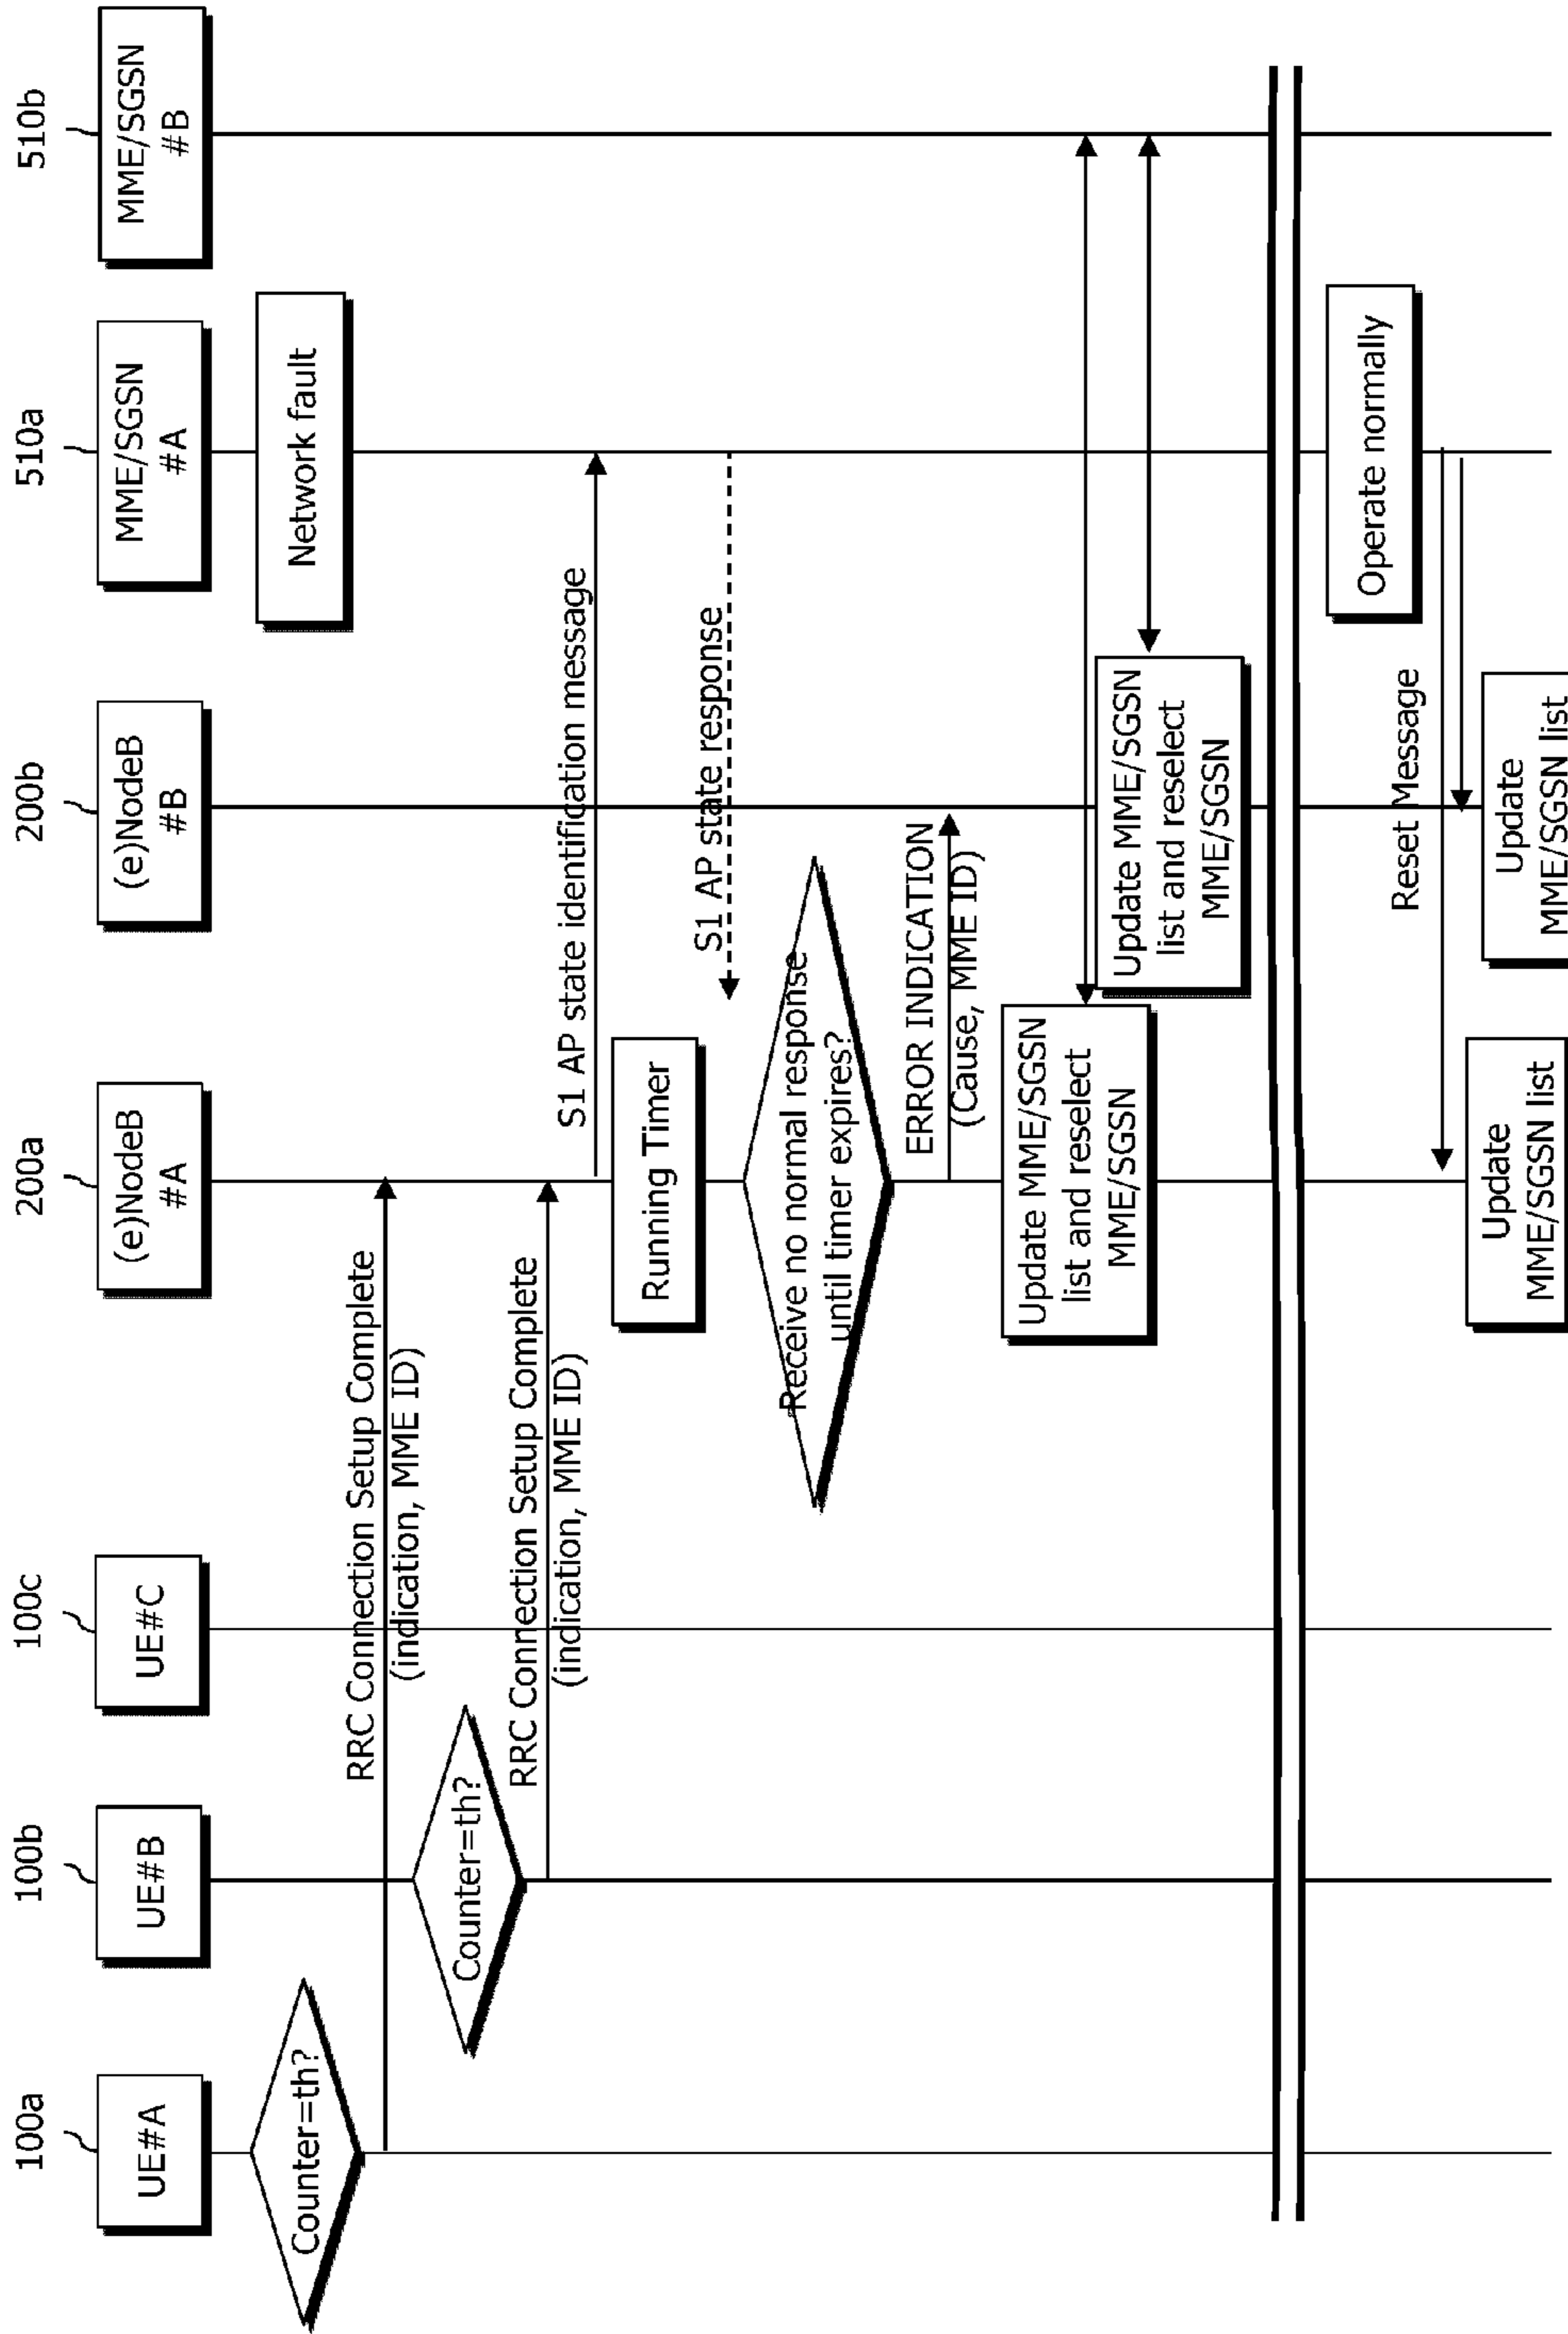 100a
100b
100c
200a
200b
510a
510b
UE#A
UE#B
UE#C
(e)NodeB
#A
(e)NodeB
#B
MME/SGSN
#A
MME/SGSN
#B
Counter=th?
Network fault
RRC Connection Setup Complete
(indication, MME ID)
Counter=th?
RRC Connection Setup Complete
(indication, MME ID)
S1 AP state identification message
Running Timer
S1 AP state response
Receive no normal response
until timer expires?
ERROR INDICATION
(Cause, MME ID)
Update MME/SGSN
list and reselect
MME/SGSN
Update MME/SGSN
list and reselect
MME/SGSN
Operate normally
Reset Message
Update
MME/SGSN list
Update
MME/SGSN list